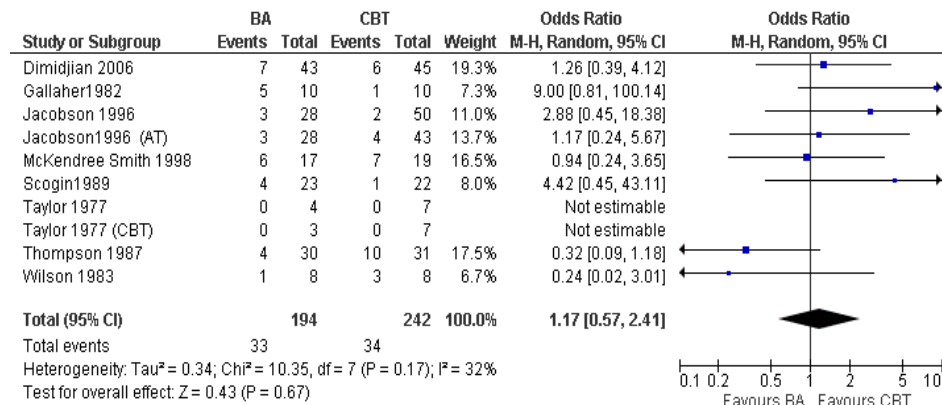 BA CBT Odds Ratio Odds Ratio
Study or Subgroup Events Total Events Total Weight M-H, Random, 95% CI M-H, Random, 95% CI
Dimidjian 2006 7 43 6 45 19.3% 1.26 [0.39, 4.12]
Gallaher1982 5 10 1 10 7.3% 9.00 [0.81, 100.14]
Jacobson 1996 3 28 2 50 11.0% 2.88 [0.45, 18.38]
Jacobson1996 (AT) 3 28 4 43 13.7% 1.17 [0.24, 5.67]
McKendree Smith 1998 6 17 7 19 16.5% 0.94 [0.24, 3.65]
Scogin1989 4 23 1 22 8.0% 4.42 [0.45, 43.11]
Taylor 1977 0 4 0 7 Not estimable
Taylor 1977 (CBT) 0 3 0 7 Not estimable
Thompson 1987 4 30 10 31 17.5% 0.32 [0.09, 1.18]
Wilson 1983 1 8 3 8 6.7% 0.24 [0.02, 3.01]
Total (95% CI) 194 242 100.0% 1.17 [0.57, 2.41]
Total events 33 34
Heterogeneity: Tau² = 0.34; Chi² = 10.35, df = 7 (P = 0.17); I² = 32%
Test for overall effect: Z = 0.43 (P = 0.67)
0.1 0.2 0.5 1 2 5 10
Favours BA Favours CBT